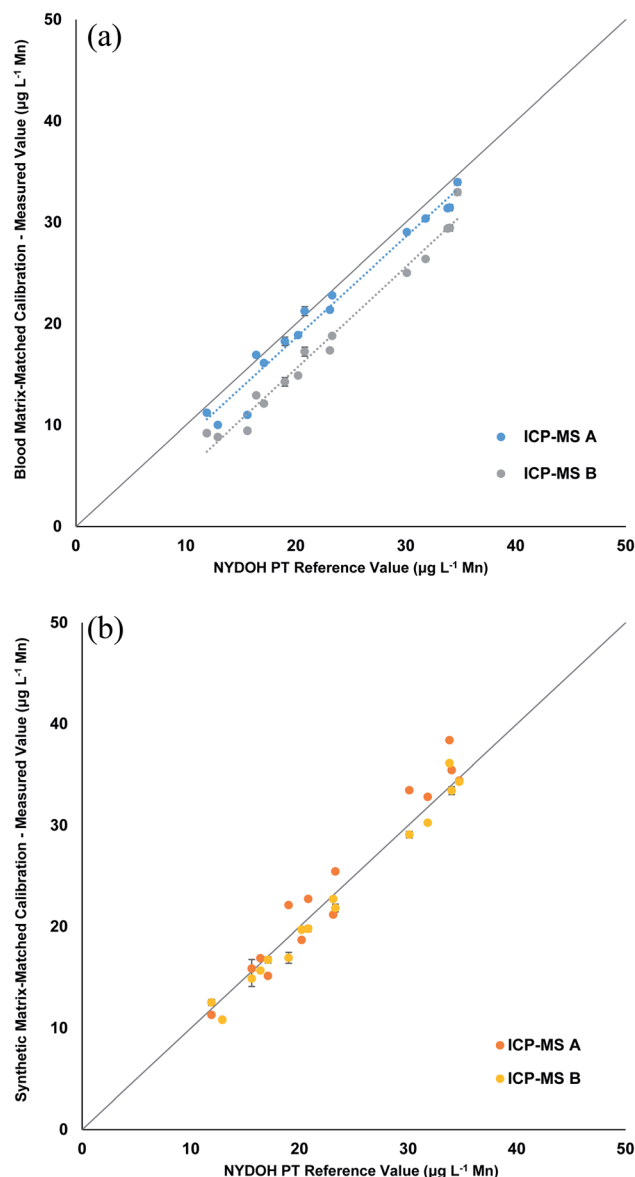 (a)
Blood Matrix-Matched Calibration - Measured Value (µg L⁻¹ Mn)
50
40
30
20
10
0
ICP-MS A
ICP-MS B
0 10 20 30 40 50
NYDOH PT Reference Value (µg L⁻¹ Mn)
(b)
Synthetic Matrix-Matched Calibration - Measured Value (µg L⁻¹ Mn)
50
40
30
20
10
0
ICP-MS A
ICP-MS B
0 10 20 30 40 50
NYDOH PT Reference Value (µg L⁻¹ Mn)